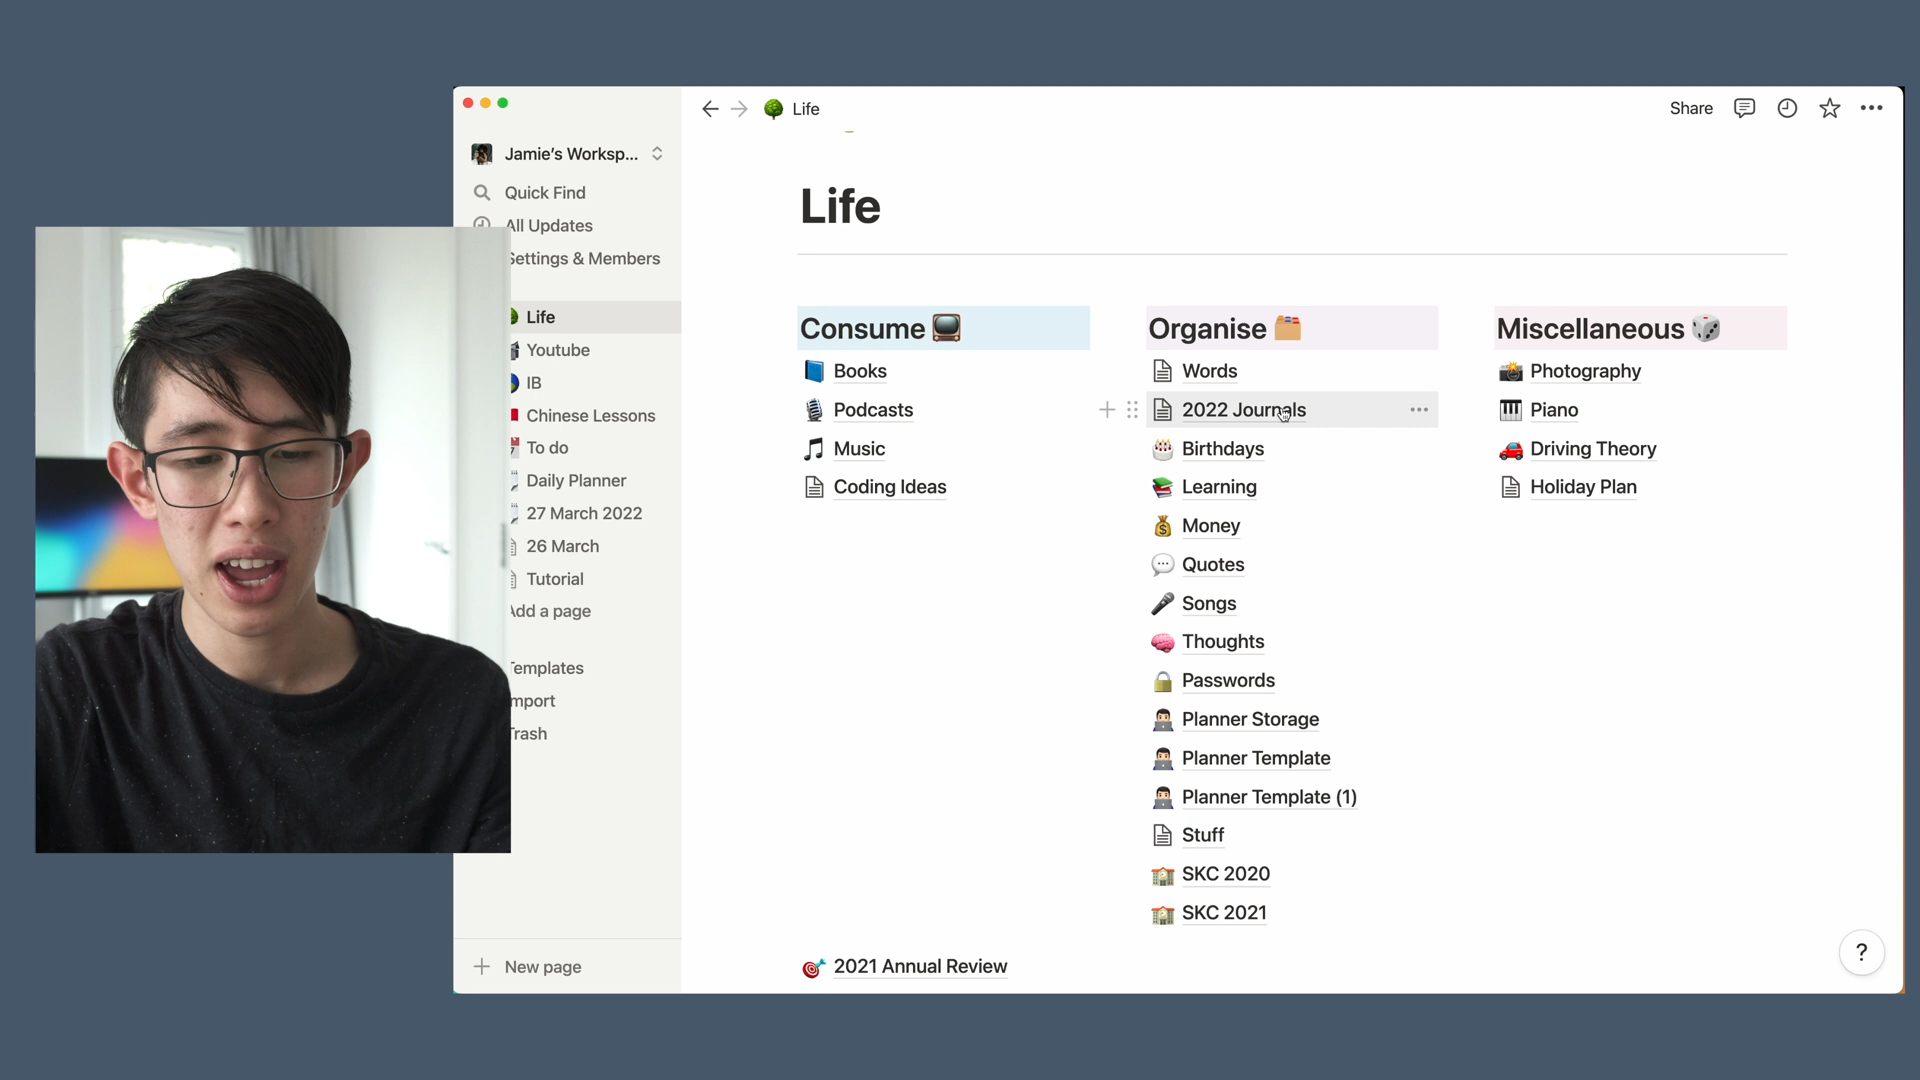 Life
Share
Jamie's Worksp...
Quick Find
All Updates
Settings & Members
Life
Youtube
IB
Chinese Lessons
To do
Daily Planner
27 March 2022
26 March
Tutorial
Add a page
Templates
Import
Trash
New page
Life
Consume
Books
Podcasts
Music
Coding Ideas
Organise
Words
2022 Journals
Birthdays
Learning
Money
Quotes
Songs
Thoughts
Passwords
Planner Storage
Planner Template
Planner Template (1)
Stuff
SKC 2020
SKC 2021
Miscellaneous
Photography
Piano
Driving Theory
Holiday Plan
2021 Annual Review
?